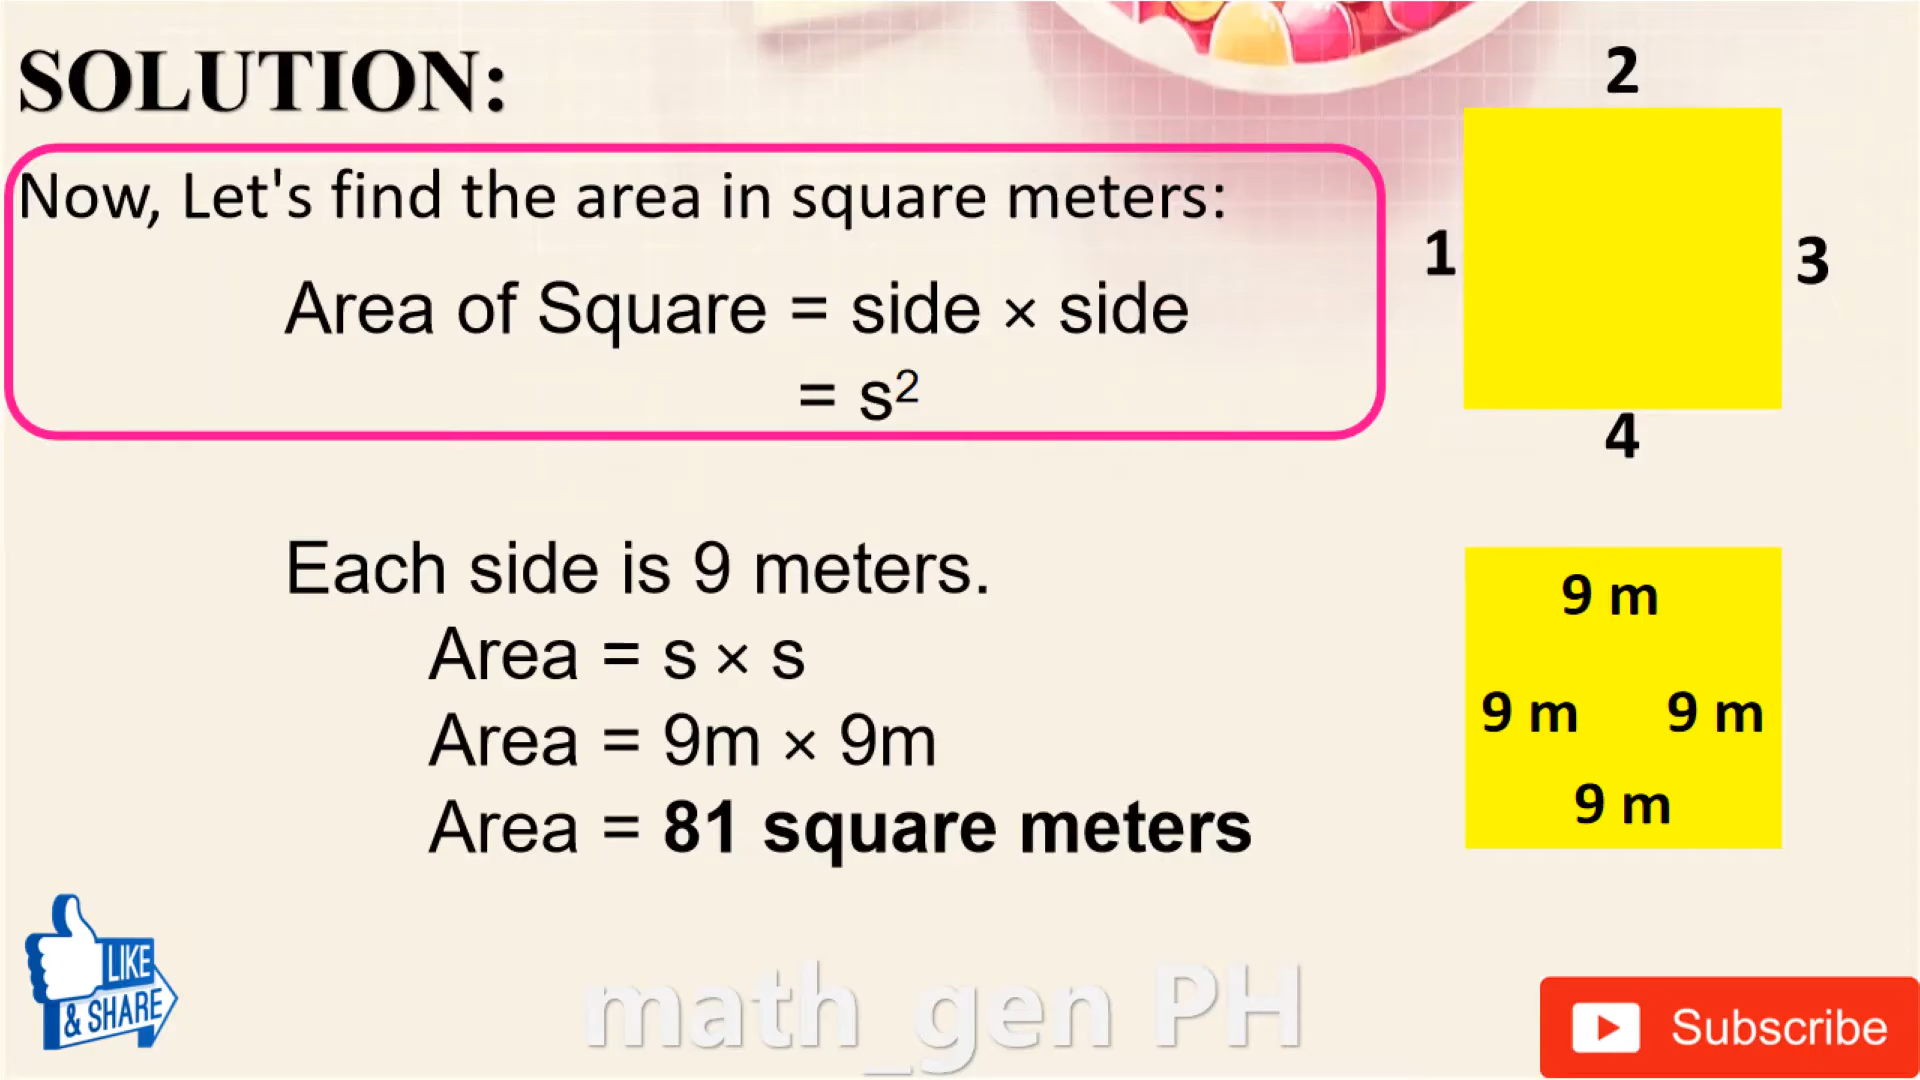 SOLUTION:
Now, Let's find the area in square meters:
Area of Square = side × side
= s²
2
1
3
4
Each side is 9 meters.
Area = s × s
Area = 9m × 9m
Area = 81 square meters
9 m
9 m 9 m
9 m
LIKE
& SHARE
math_gen PH
Subscribe